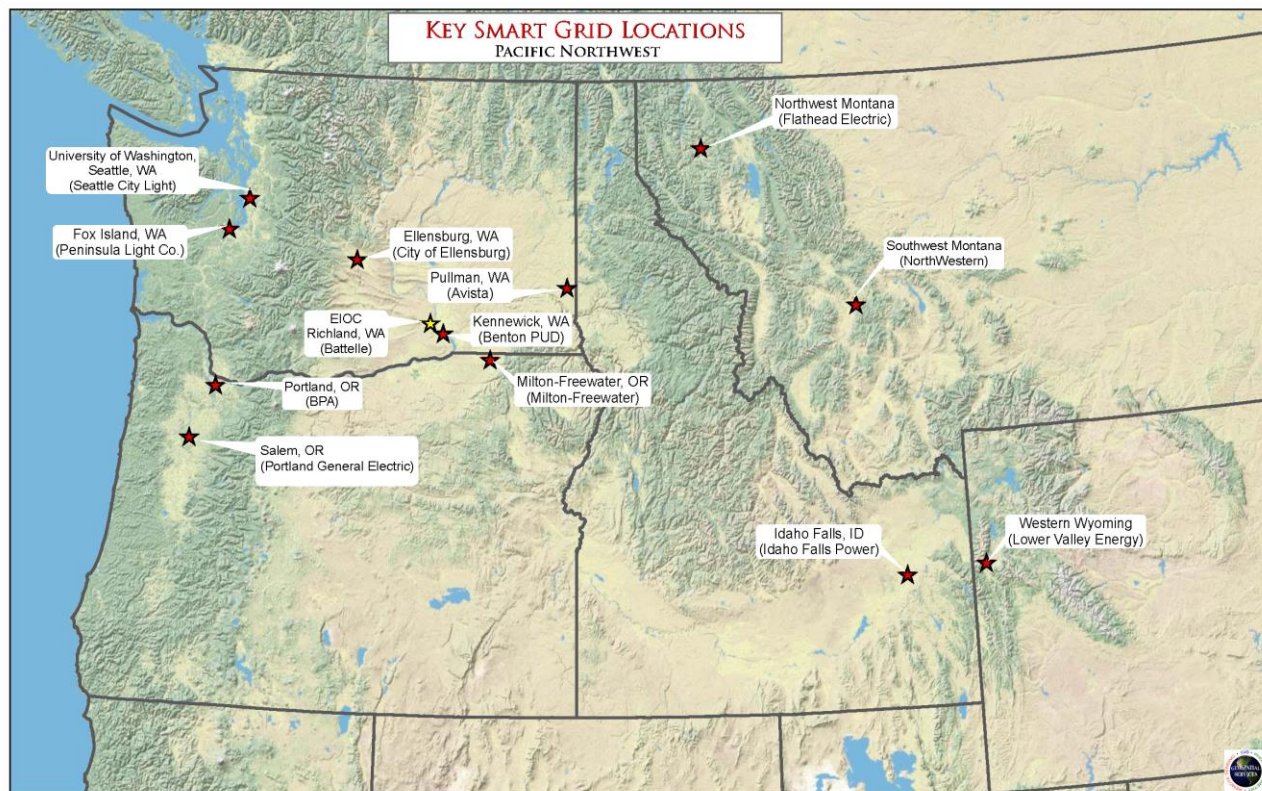 KEY SMART GRID LOCATIONS
PACIFIC NORTHWEST
Northwest Montana
(Flathead Electric)
University of Washington,
Seattle, WA
(Seattle City Light)
Fox Island, WA
(Peninsula Light Co.)
Ellensburg, WA
(City of Ellensburg)
Southwest Montana
(NorthWestern)
Pullman, WA
(Avista)
EIOC
Richland, WA
(Battelle)
Kennewick, WA
(Benton PUD)
Portland, OR
(BPA)
Milton-Freewater, OR
(Milton-Freewater)
Salem, OR
(Portland General Electric)
Idaho Falls, ID
(Idaho Falls Power)
Western Wyoming
(Lower Valley Energy)
GEOSPATIAL
SERVICES